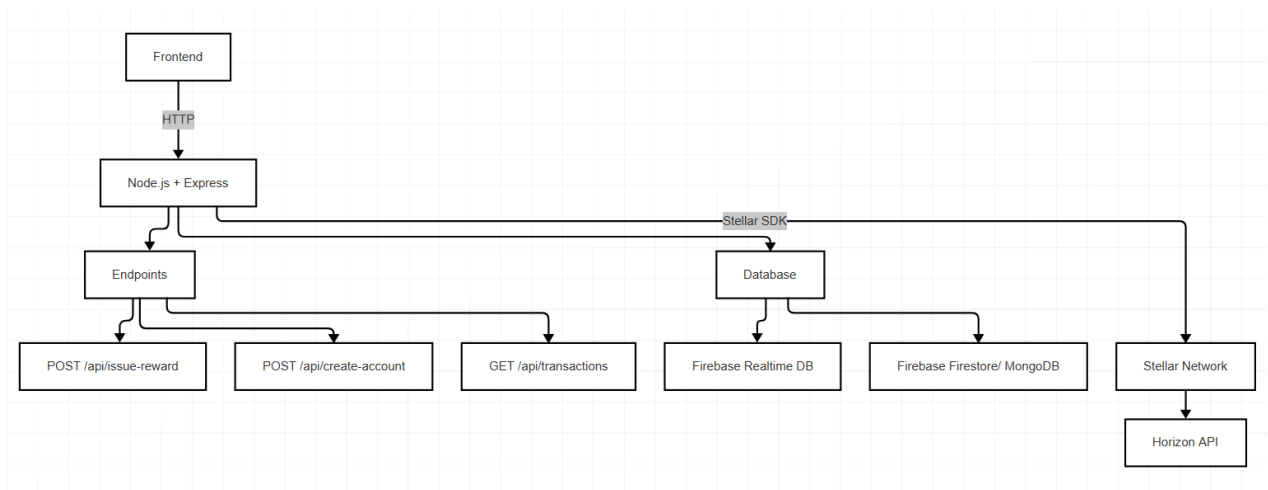 Frontend
HTTP
Node.js + Express
Stellar SDK
Endpoints
Database
POST /api/issue-reward
POST /api/create-account
GET /api/transactions
Firebase Realtime DB
Firebase Firestore/ MongoDB
Stellar Network
Horizon API